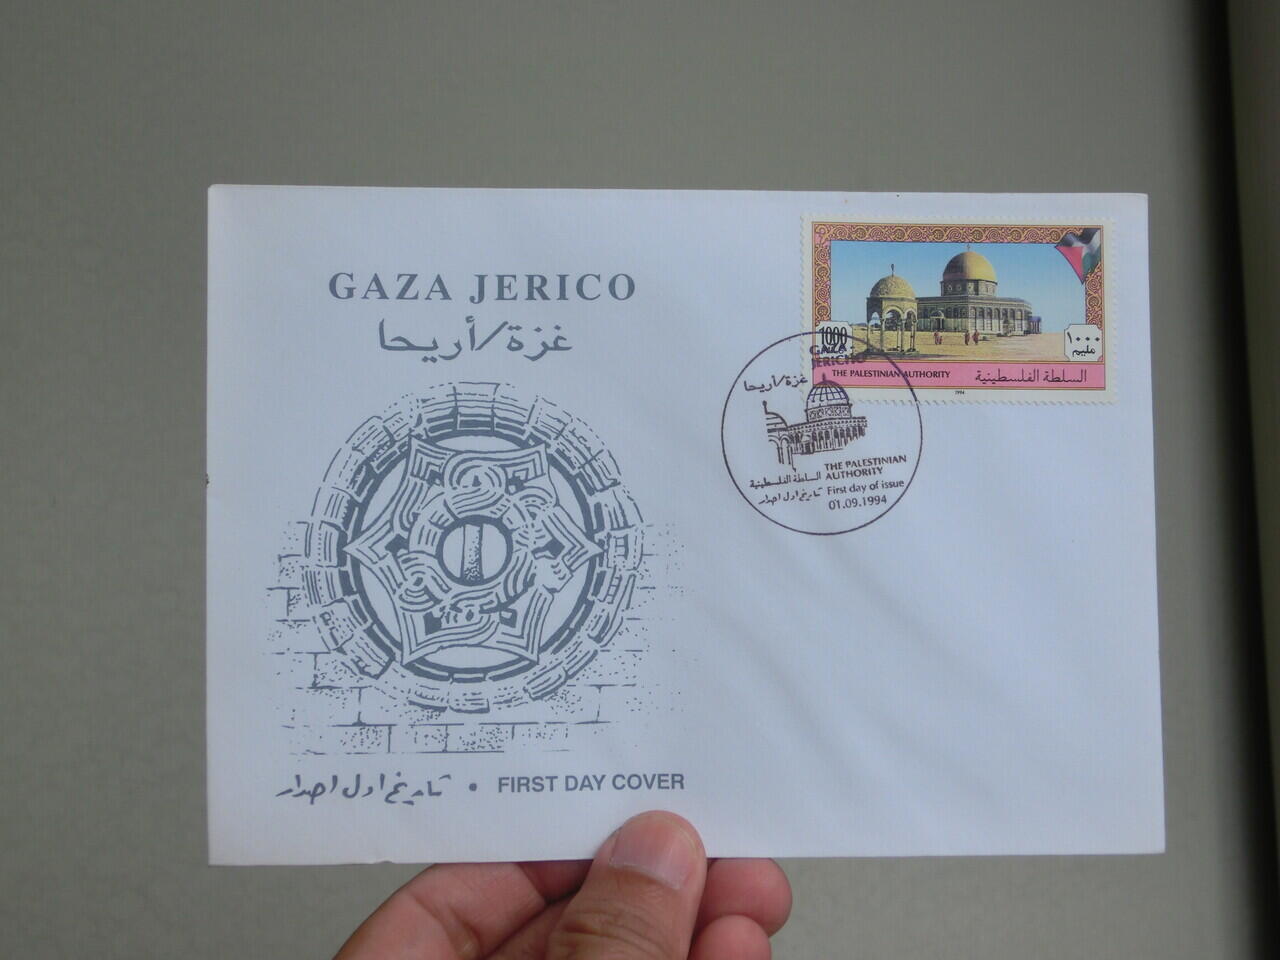 GAZA JERICO
غزة/أريحا
تاريخ اول اصدار • FIRST DAY COVER
1000
١٠٠٠
مليم
THE PALESTINIAN AUTHORITY
السلطة الفلسطينية
1994
GAZA
JERICHO
غزة/أريحا
THE PALESTINIAN
AUTHORITY
السلطة الفلسطينية
First day of issue
تاريخ اول اصدار
01.09.1994